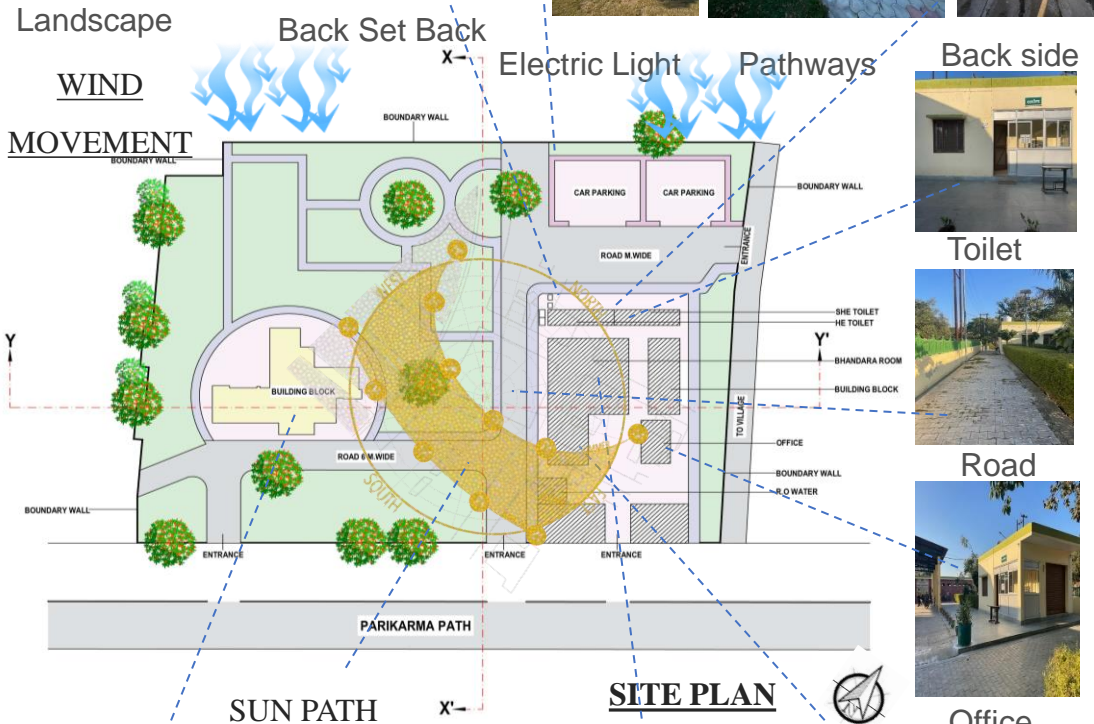 Landscape
Back Set Back
X
Electric Light
Pathways
Back side
WIND
MOVEMENT
BOUNDARY WALL
BOUNDARY WALL
CAR PARKING
CAR PARKING
BOUNDARY WALL
ENTRANCE
Toilet
ROAD M.WIDE
WEST
NORTH
SHE TOILET
HE TOILET
Y
Y'
BHANDARA ROOM
BUILDING BLOCK
BUILDING BLOCK
TO VILLAGE
OFFICE
ROAD 6 M.WIDE
Road
BOUNDARY WALL
SOUTH
EAST
R.O WATER
BOUNDARY WALL
ENTRANCE
ENTRANCE
ENTRANCE
PARIKARMA PATH
SITE PLAN
SUN PATH
X'
Office